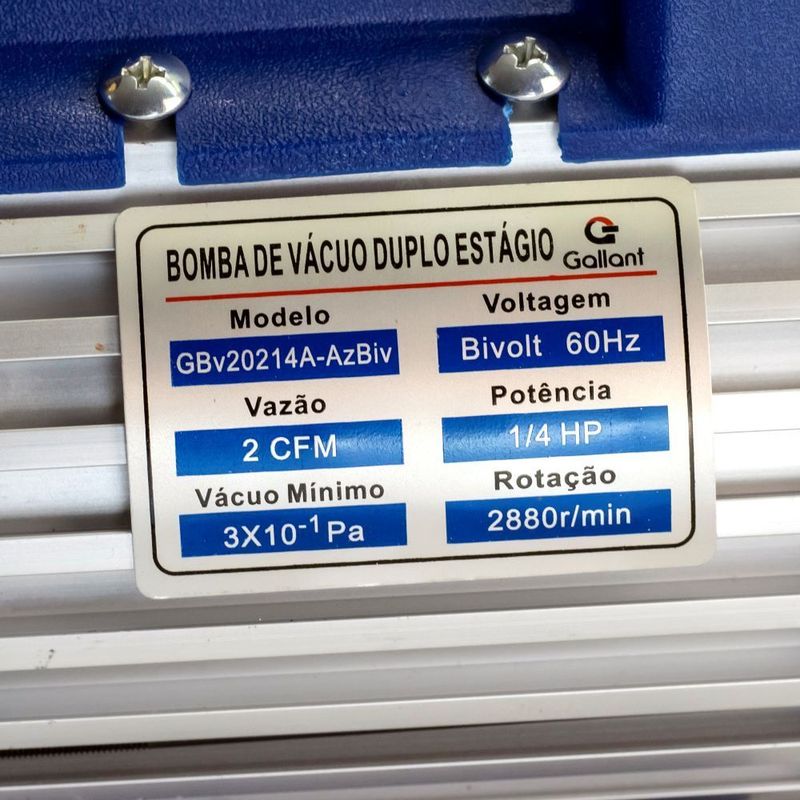 BOMBA DE VÁCUO DUPLO ESTÁGIO
Gallant
Modelo
GBv20214A-AzBiv
Voltagem
Bivolt 60Hz
Vazão
2 CFM
Potência
1/4 HP
Vácuo Mínimo
3X10⁻¹ Pa
Rotação
2880r/min